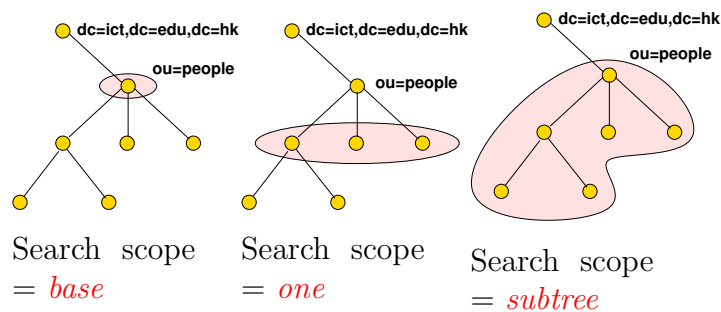 dc=ict,dc=edu,dc=hk
ou=people
Search scope
= base
dc=ict,dc=edu,dc=hk
ou=people
Search scope
= one
dc=ict,dc=edu,dc=hk
ou=people
Search scope
= subtree